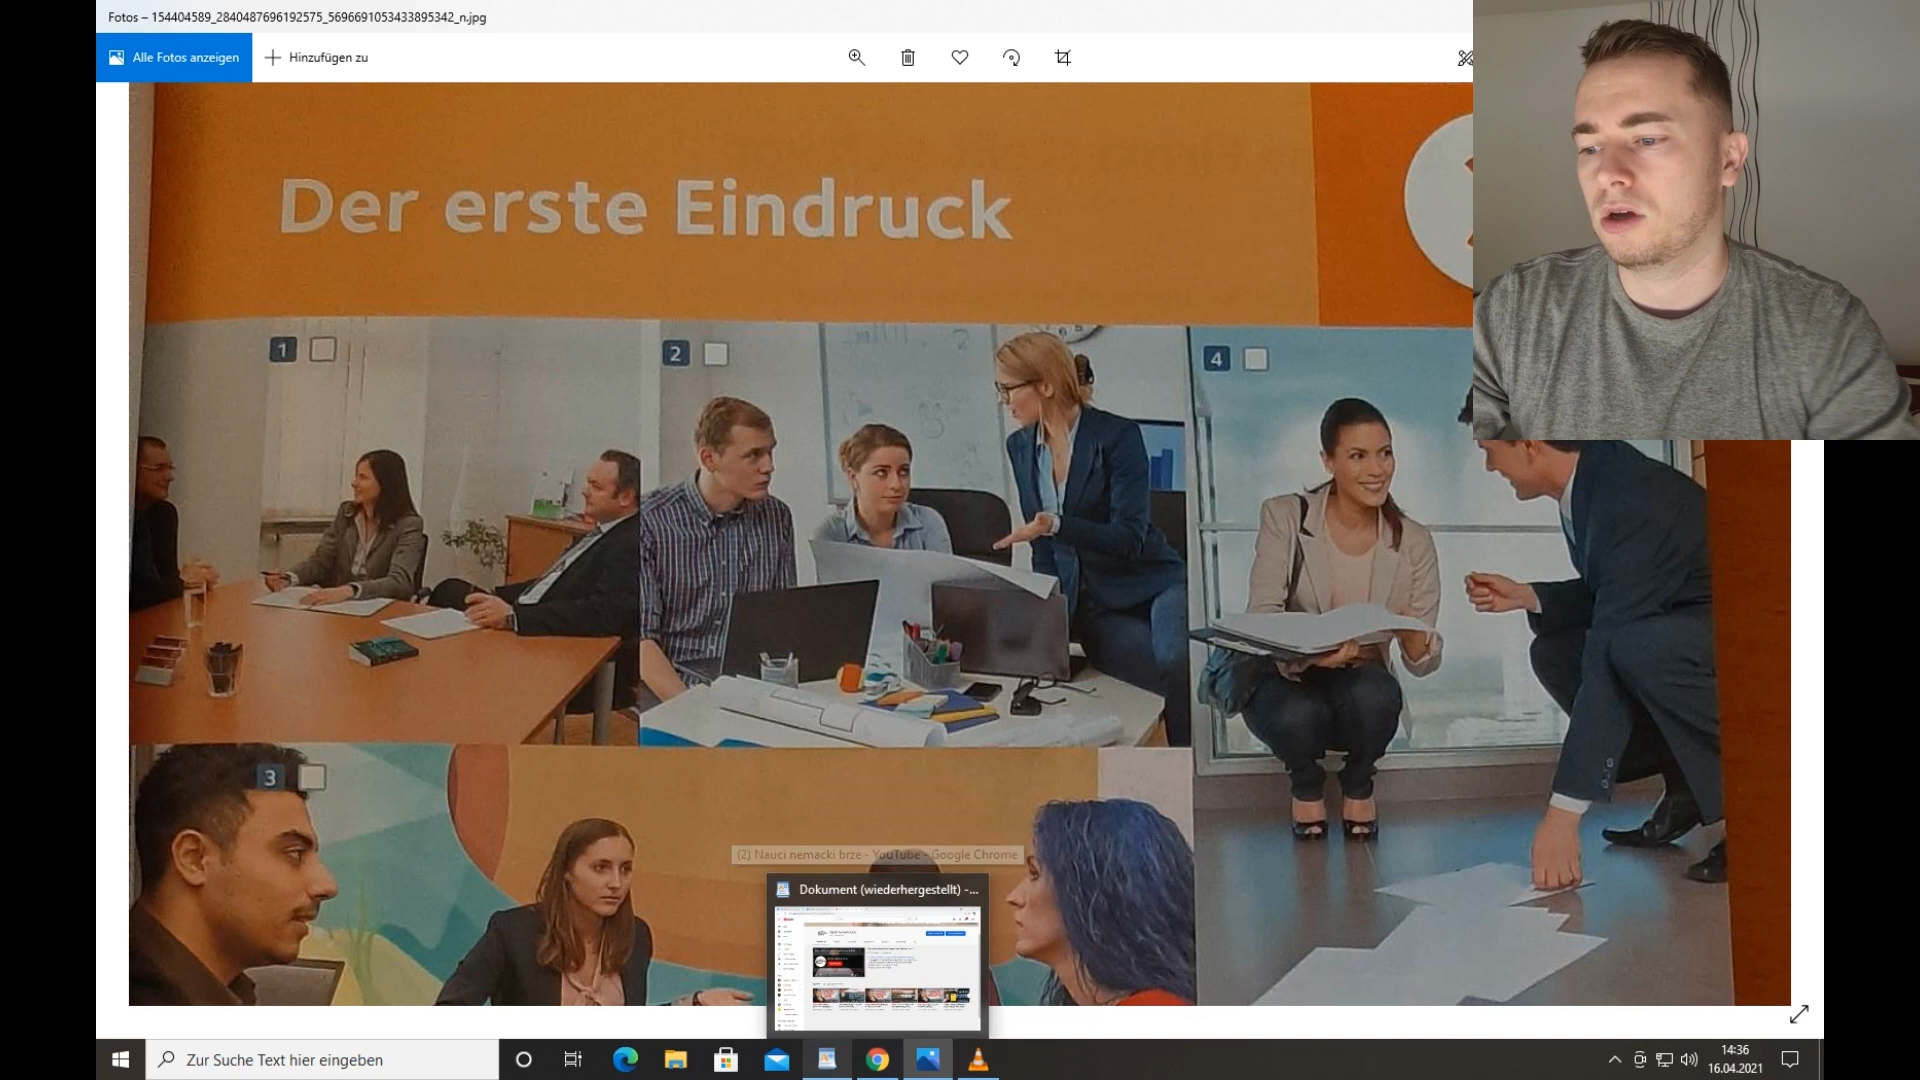 Fotos – 154404589_2840487696192575_5696691053433895342_n.jpg
Alle Fotos anzeigen
Hinzufügen zu
Der erste Eindruck
1
2
4
3
(2) Nauci nemacki brze - YouTube - Google Chrome
Dokument (wiederhergestellt) -...
Zur Suche Text hier eingeben
14:36
16.04.2021